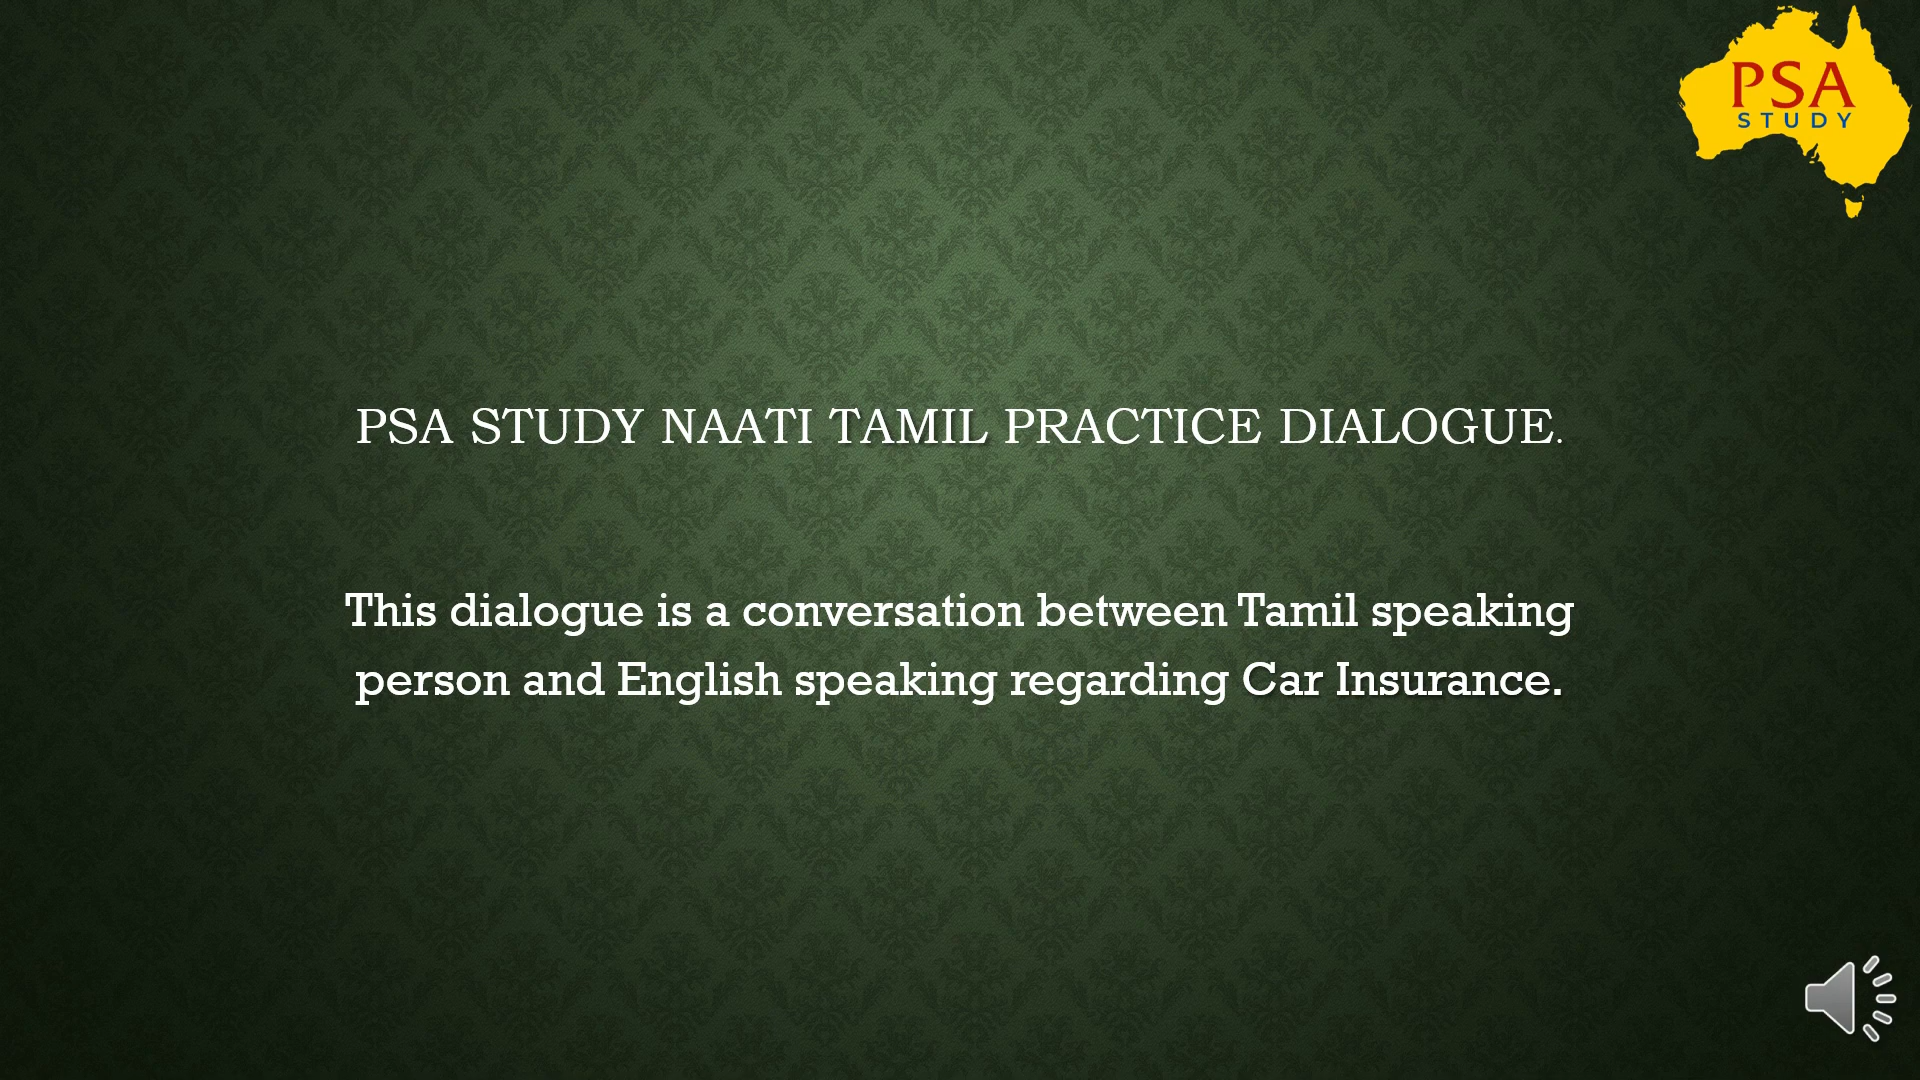 PSA
STUDY
PSA STUDY NAATI TAMIL PRACTICE DIALOGUE.
This dialogue is a conversation between Tamil speaking
person and English speaking regarding Car Insurance.